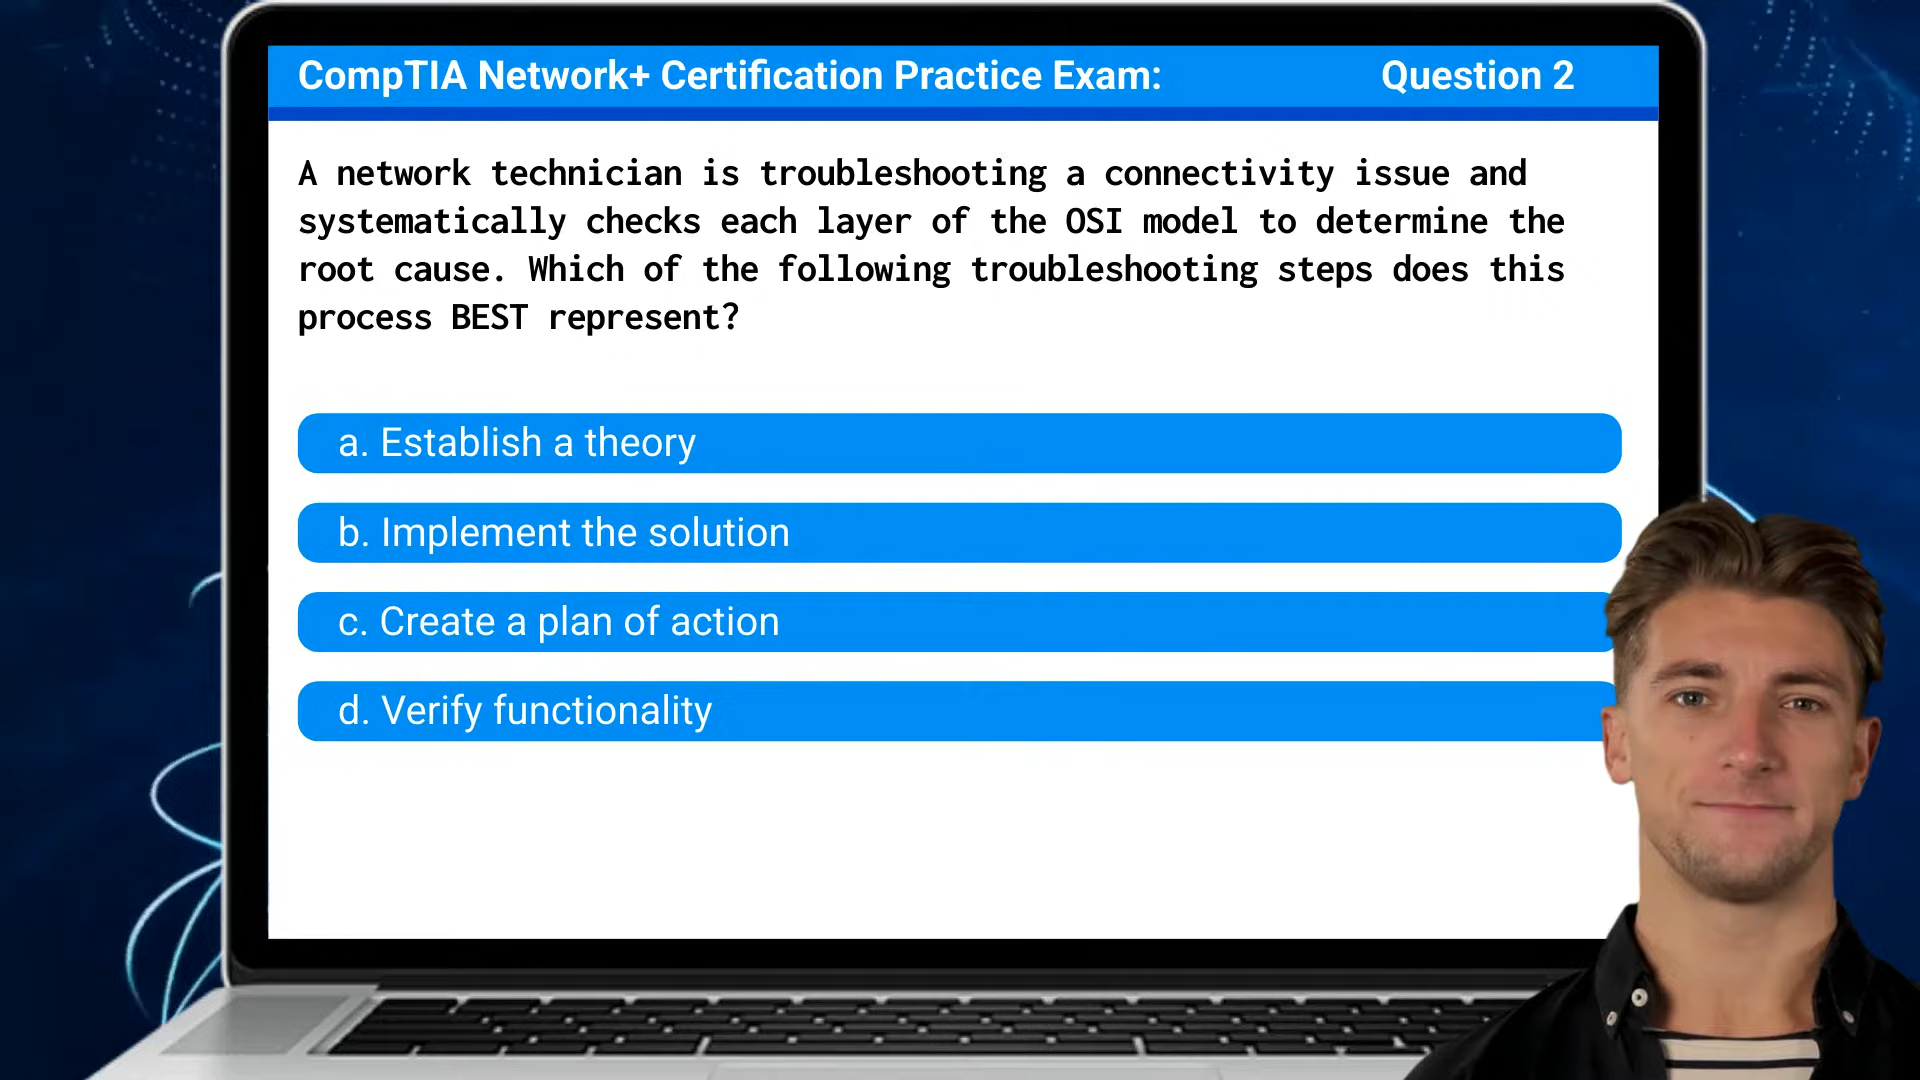 CompTIA Network+ Certification Practice Exam: Question 2
A network technician is troubleshooting a connectivity issue and
systematically checks each layer of the OSI model to determine the
root cause. Which of the following troubleshooting steps does this
process BEST represent?
a. Establish a theory
b. Implement the solution
c. Create a plan of action
d. Verify functionality